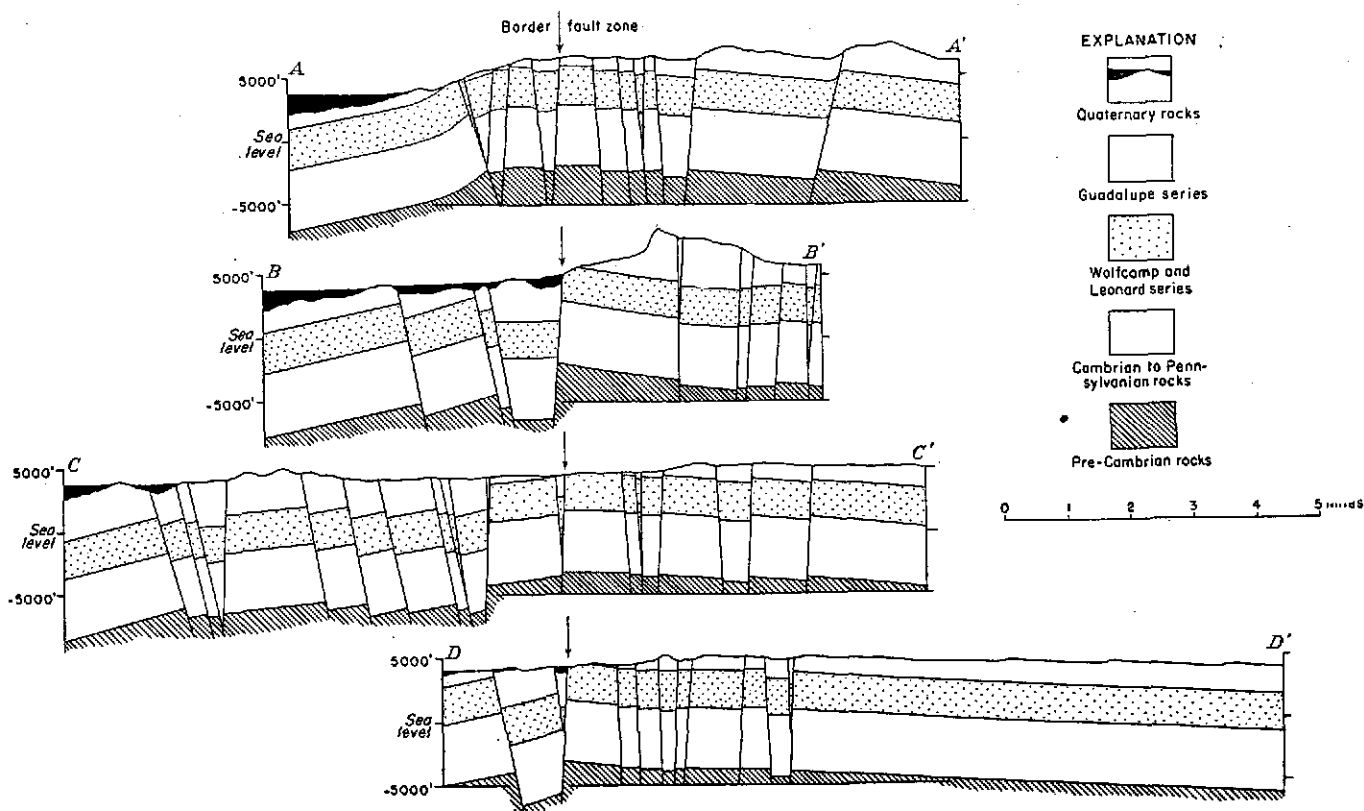 Border fault zone
A
A'
5000'
Sea
level
-5000'
B
B'
5000'
Sea
level
-5000'
C
C'
5000'
Sea
level
-5000'
D
D'
5000'
Sea
level
-5000'
EXPLANATION
Quaternary rocks
Guadalupe series
Wolfcamp and
Leonard series
Cambrian to Penn-
sylvanian rocks
Pre-Cambrian rocks
0 1 2 3 4 5